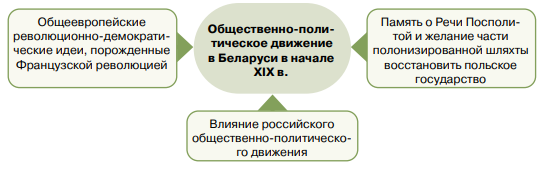 Общеевропейские
революционно-демократи-
ческие идеи, порожденные
Французской революцией
Общественно-поли-
тическое движение
в Беларуси в начале
XIX в.
Память о Речи Посполи-
той и желание части
полонизированной шляхты
восстановить польское
государство
Влияние российского
общественно-политическо-
го движения